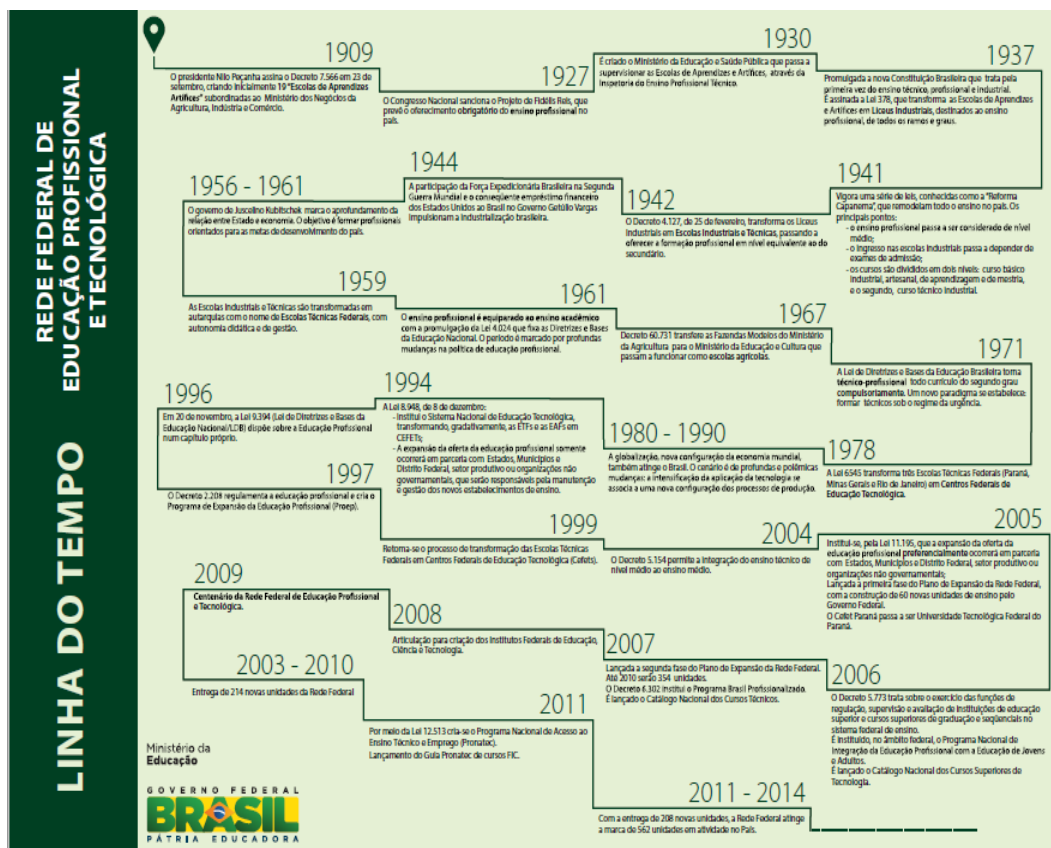 REDE FEDERAL DE
EDUCAÇÃO PROFISSIONAL
E TECNOLÓGICA
LINHA DO TEMPO
1909
O presidente Nilo Peçanha assina o Decreto 7.566 em 23 de
setembro, criando inicialmente 19 "Escolas de Aprendizes
Artífices" subordinadas ao Ministério dos Negócios da
Agricultura, Indústria e Comércio.
1927
O Congresso Nacional sanciona o Projeto de Fidélis Reis, que
prevê o oferecimento obrigatório do ensino profissional no
país.
1930
É criado o Ministério da Educação e Saúde Pública que passa a
supervisionar as Escolas de Aprendizes e Artífices, através da
Inspetoria do Ensino Profissional Técnico.
1937
Promulgada a nova Constituição Brasileira que trata pela
primeira vez do ensino técnico, profissional e industrial.
É assinada a Lei 378, que transforma as Escolas de Aprendizes
e Artífices em Liceus Industriais, destinados ao ensino
profissional, de todos os ramos e graus.
1941
Vigora uma série de leis, conhecidas como a "Reforma
Capanema", que remodelam todo o ensino no país. Os
principais pontos:
- o ensino profissional passa a ser considerado de nível
médio;
- o ingresso nas escolas industriais passa a depender de
exames de admissão;
- os cursos são divididos em dois níveis: curso básico
industrial, artesanal, de aprendizagem e de mestria,
e o segundo, curso técnico industrial.
1942
O Decreto 4.127, de 25 de fevereiro, transforma os Liceus
Industriais em Escolas Industriais e Técnicas, passando a
oferecer a formação profissional em nível equivalente ao do
secundário.
1944
A participação da Força Expedicionária Brasileira na Segunda
Guerra Mundial e o conseqüente empréstimo financeiro
dos Estados Unidos ao Brasil no Governo Getúlio Vargas
impulsionam a industrialização brasileira.
1956 - 1961
O governo de Juscelino Kubitschek marca o aprofundamento da
relação entre Estado e economia. O objetivo é formar profissionais
orientados para as metas de desenvolvimento do país.
1959
As Escolas Industriais e Técnicas são transformadas em
autarquias com o nome de Escolas Técnicas Federais, com
autonomia didática e de gestão.
1961
O ensino profissional é equiparado ao ensino acadêmico
com a promulgação da Lei 4.024 que fixa as Diretrizes e Bases
da Educação Nacional. O período é marcado por profundas
mudanças na política de educação profissional.
1967
Decreto 60.731 transfere as Fazendas Modelos do Ministério
da Agricultura para o Ministério da Educação e Cultura que
passam a funcionar como escolas agrícolas.
1971
A Lei de Diretrizes e Bases da Educação Brasileira torna
técnico-profissional todo currículo do segundo grau
compulsoriamente. Um novo paradigma se estabelece:
formar técnicos sob o regime da urgência.
1978
A Lei 6545 transforma três Escolas Técnicas Federais (Paraná,
Minas Gerais e Rio de Janeiro) em Centros Federais de
Educação Tecnológica.
1980 - 1990
A globalização, nova configuração da economia mundial,
também atinge o Brasil. O cenário é de profundas e polêmicas
mudanças: a intensificação da aplicação da tecnologia se
associa a uma nova configuração dos processos de produção.
1994
A Lei 8.948, de 8 de dezembro:
- Institui o Sistema Nacional de Educação Tecnológica,
transformando, gradativamente, as ETFs e as EAFs em
CEFETs;
- A expansão da oferta da educação profissional somente
ocorrerá em parceria com Estados, Municípios e
Distrito Federal, setor produtivo ou organizações não
governamentais, que serão responsáveis pela manutenção
e gestão dos novos estabelecimentos de ensino.
1996
Em 20 de novembro, a Lei 9.394 (Lei de Diretrizes e Bases da
Educação Nacional/LDB) dispõe sobre a Educação Profissional
num capítulo próprio.
1997
O Decreto 2.208 regulamenta a educação profissional e cria o
Programa de Expansão da Educação Profissional (Proep).
1999
Retoma-se o processo de transformação das Escolas Técnicas
Federais em Centros Federais de Educação Tecnológica (Cefets).
2004
O Decreto 5.154 permite a integração do ensino técnico de
nível médio ao ensino médio.
2005
Institui-se, pela Lei 11.195, que a expansão da oferta da
educação profissional preferencialmente ocorrerá em parceria
com Estados, Municípios e Distrito Federal, setor produtivo ou
organizações não governamentais;
Lançada a primeira fase do Plano de Expansão da Rede Federal,
com a construção de 60 novas unidades de ensino pelo
Governo Federal.
O Cefet Paraná passa a ser Universidade Tecnológica Federal do
Paraná.
2006
O Decreto 5.773 trata sobre o exercício das funções de
regulação, supervisão e avaliação de instituições de educação
superior e cursos superiores de graduação e seqüenciais no
sistema federal de ensino.
É instituído, no âmbito federal, o Programa Nacional de
Integração da Educação Profissional com a Educação de Jovens
e Adultos.
É lançado o Catálogo Nacional dos Cursos Superiores de
Tecnologia.
2007
Lançada a segunda fase do Plano de Expansão da Rede Federal.
Até 2010 serão 354 unidades.
O Decreto 6.302 institui o Programa Brasil Profissionalizado.
É lançado o Catálogo Nacional dos Cursos Técnicos.
2008
Articulação para criação dos Institutos Federais de Educação,
Ciência e Tecnologia.
2009
Centenário da Rede Federal de Educação Profissional
e Tecnológica.
2003 - 2010
Entrega de 214 novas unidades da Rede Federal
2011
Por meio da Lei 12.513 cria-se o Programa Nacional de Acesso ao
Ensino Técnico e Emprego (Pronatec).
Lançamento do Guia Pronatec de cursos FIC.
2011 - 2014
Com a entrega de 208 novas unidades, a Rede Federal atinge
a marca de 562 unidades em atividade no País.
Ministério da
Educação
GOVERNO FEDERAL
BRASIL
PÁTRIA EDUCADORA